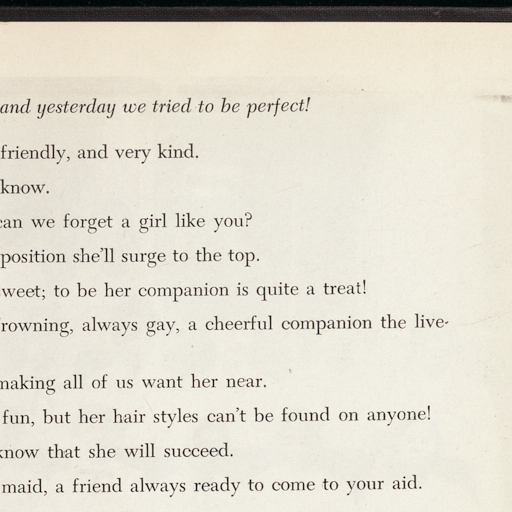 and yesterday we tried to be perfect!
friendly, and very kind.
know.
can we forget a girl like you?
position she'll surge to the top.
weet; to be her companion is quite a treat!
rowning, always gay, a cheerful companion the live-
making all of us want her near.
fun, but her hair styles can't be found on anyone!
know that she will succeed.
maid, a friend always ready to come to your aid.